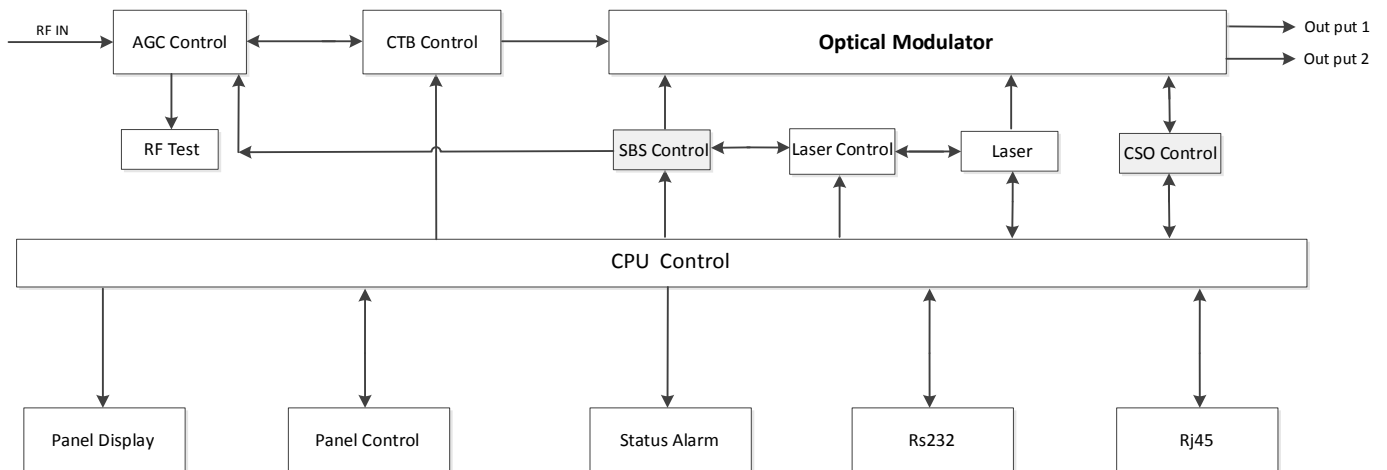 RF IN
AGC Control
CTB Control
Optical Modulator
Out put 1
Out put 2
RF Test
SBS Control
Laser Control
Laser
CSO Control
CPU Control
Panel Display
Panel Control
Status Alarm
Rs232
Rj45